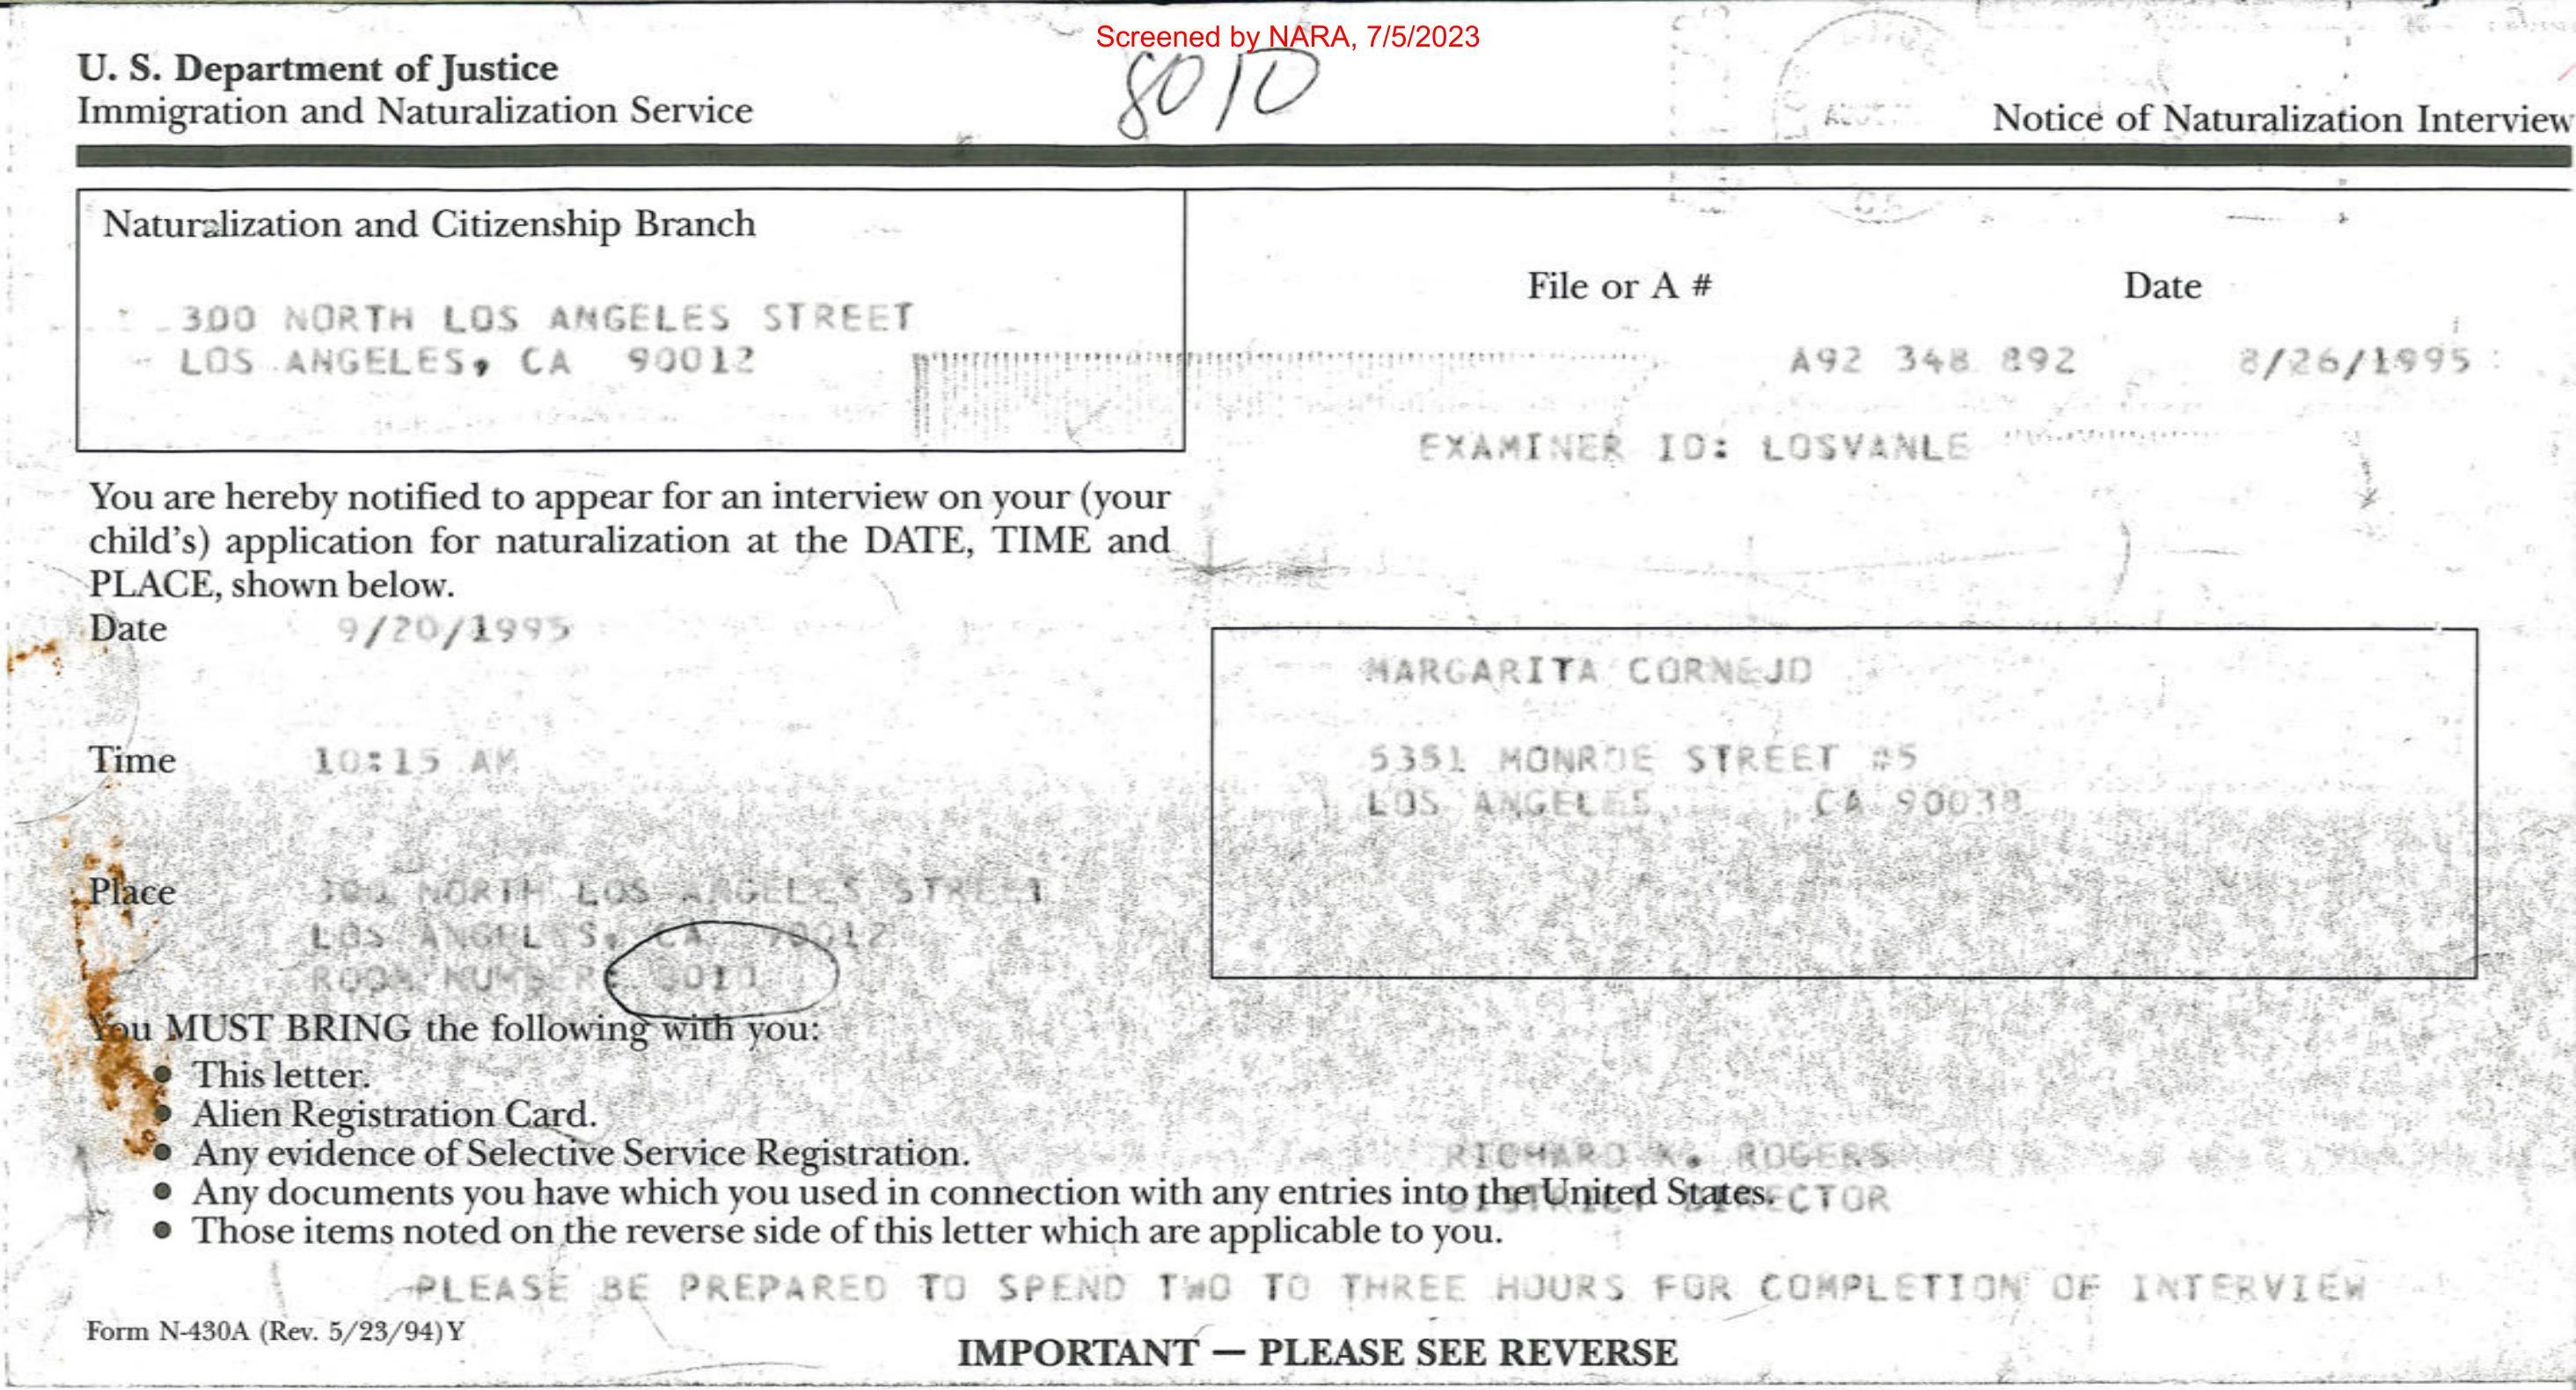 Screened by NARA, 7/5/2023
8010
U. S. Department of Justice
Immigration and Naturalization Service
Notice of Naturalization Interview
Naturalization and Citizenship Branch
300 NORTH LOS ANGELES STREET
LOS ANGELES, CA 90012
File or A #
Date
A92 348 892
8/26/1995
EXAMINER ID: LOSVANLE
You are hereby notified to appear for an interview on your (your
child's) application for naturalization at the DATE, TIME and
PLACE, shown below.
Date 9/20/1995
MARGARITA CORNEJO
Time 10:15 AM
5351 MONROE STREET #5
LOS ANGELES CA 90038
Place 300 NORTH LOS ANGELES STREET
LOS ANGELES, CA 90012
ROOM NUMBER: 8010
You MUST BRING the following with you:
● This letter.
● Alien Registration Card.
● Any evidence of Selective Service Registration.
RICHARD K. ROGERS
● Any documents you have which you used in connection with any entries into the United States.
DISTRICT DIRECTOR
● Those items noted on the reverse side of this letter which are applicable to you.
PLEASE BE PREPARED TO SPEND TWO TO THREE HOURS FOR COMPLETION OF INTERVIEW
Form N-430A (Rev. 5/23/94)Y
IMPORTANT — PLEASE SEE REVERSE